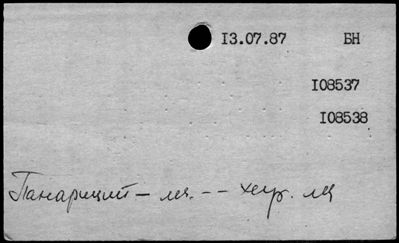 13.07.87 БН
108537
108538
Панариций – леч. -- хир. леч